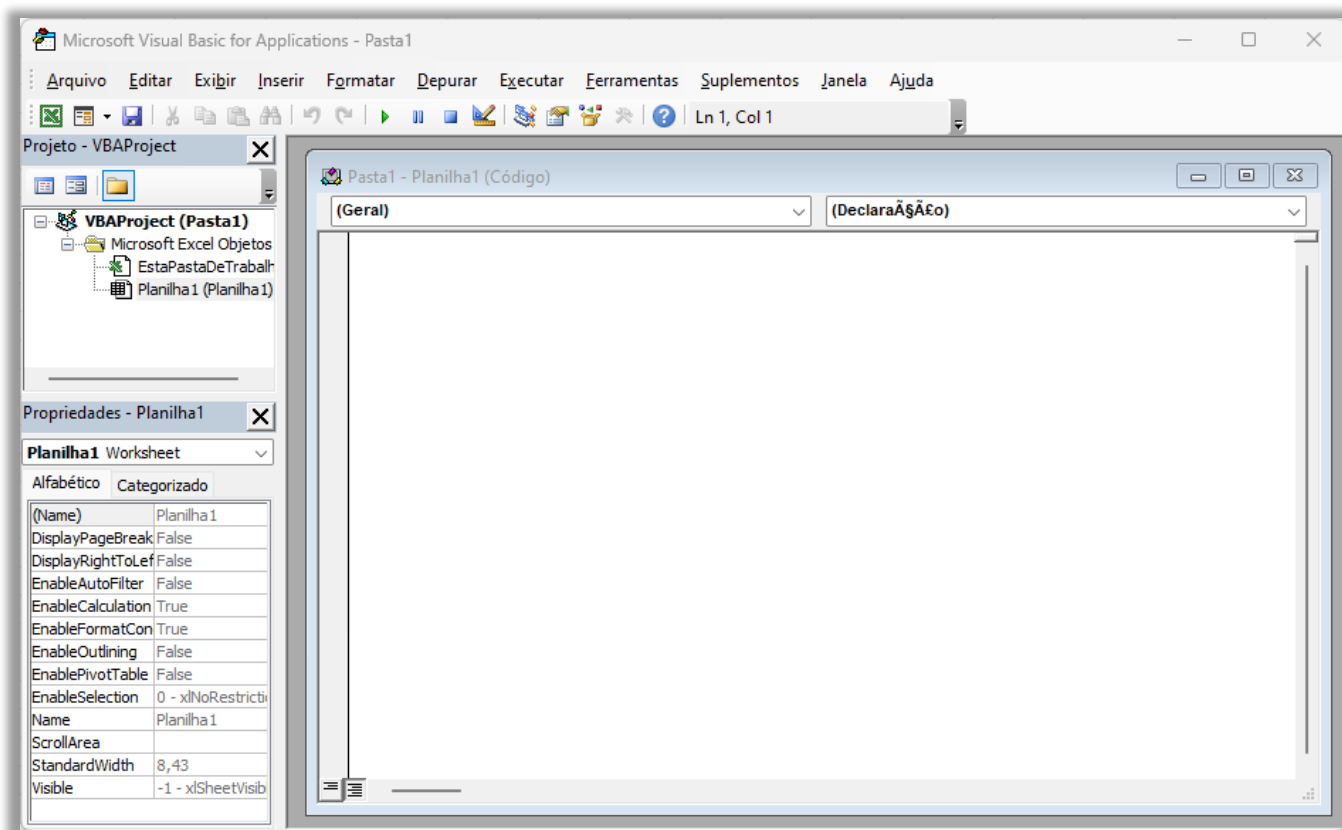 Microsoft Visual Basic for Applications - Pasta1
Arquivo Editar Exibir Inserir Formatar Depurar Executar Ferramentas Suplementos Janela Ajuda
Ln 1, Col 1
Projeto - VBAProject
VBAProject (Pasta1)
Microsoft Excel Objetos
EstaPastaDeTrabalh
Planilha1 (Planilha1)
Propriedades - Planilha1
Planilha1 Worksheet
Alfabético Categorizado
(Name) Planilha1
DisplayPageBreak False
DisplayRightToLef False
EnableAutoFilter False
EnableCalculation True
EnableFormatCon True
EnableOutlining False
EnablePivotTable False
EnableSelection 0 - xlNoRestricti
Name Planilha1
ScrollArea
StandardWidth 8,43
Visible -1 - xlSheetVisib
Pasta1 - Planilha1 (Código)
(Geral) (DeclaraÃ§Ã£o)